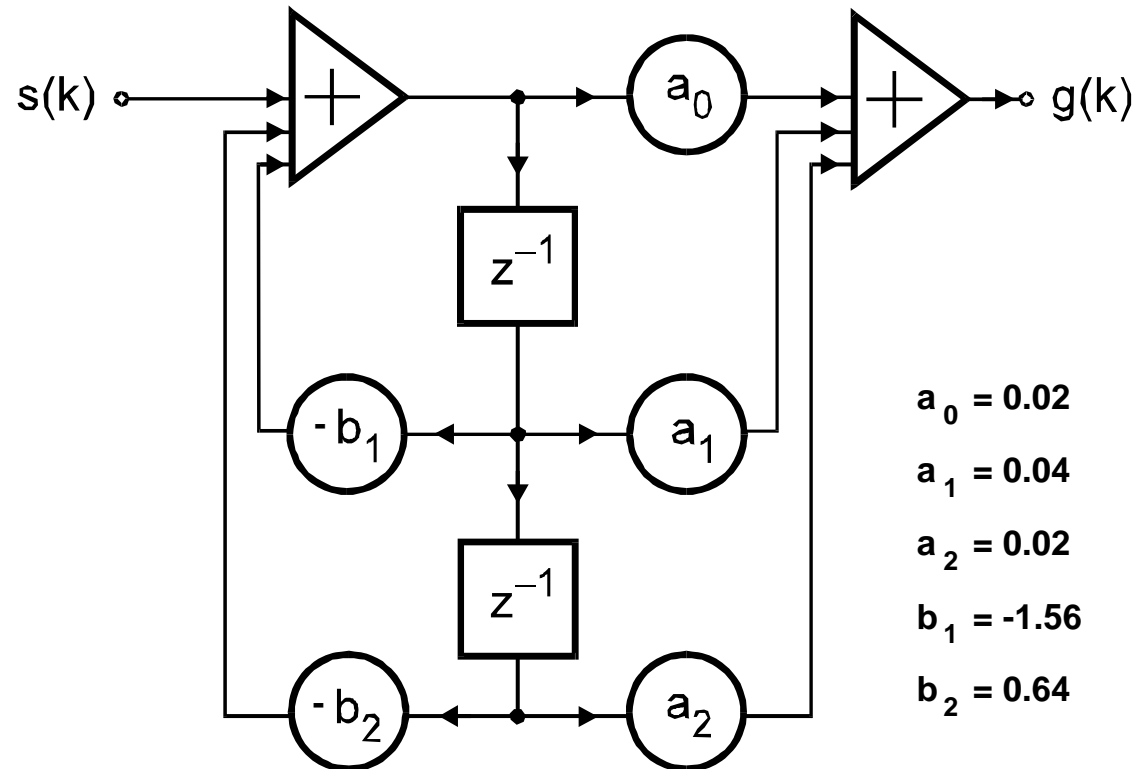 s(k)
+
a₀
+
g(k)
z⁻¹
-b₁
a₁
z⁻¹
-b₂
a₂
a₀ = 0.02
a₁ = 0.04
a₂ = 0.02
b₁ = -1.56
b₂ = 0.64